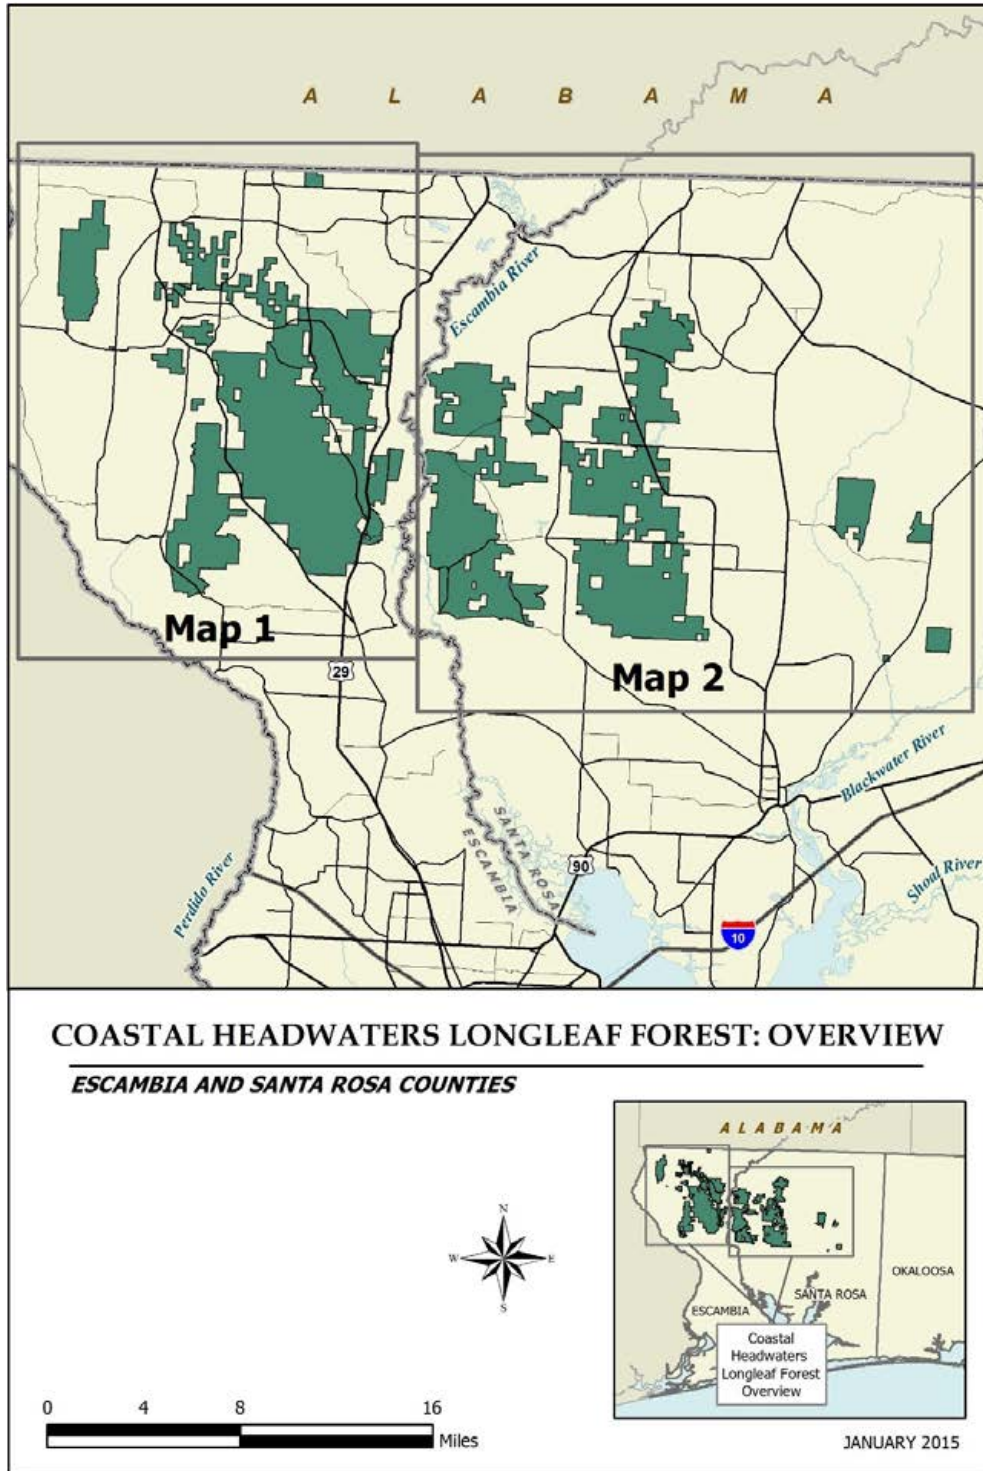 A L A B A M A
Escambia River
Map 1
Map 2
29
Blackwater River
SANTA ROSA
ESCAMBIA
90
Perdido River
Shoal River
10
COASTAL HEADWATERS LONGLEAF FOREST: OVERVIEW
ESCAMBIA AND SANTA ROSA COUNTIES
A L A B A M A
N
W E
S
OKALOOSA
SANTA ROSA
ESCAMBIA
Coastal
Headwaters
Longleaf Forest
Overview
0 4 8 16
Miles
JANUARY 2015